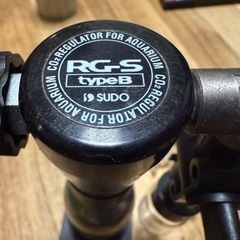 CO2 REGULATOR FOR AQUARIUM
RG-S
typeB
SUDO
CO2 REGULATOR FOR AQUARIUM